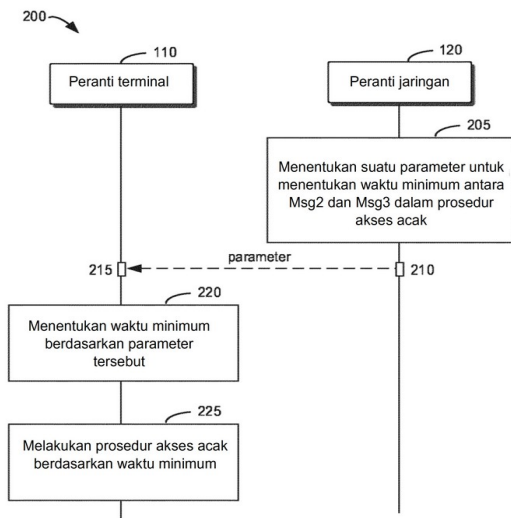 200
110
120
Peranti terminal
Peranti jaringan
205
Menentukan suatu parameter untuk
menentukan waktu minimum antara
Msg2 dan Msg3 dalam prosedur
akses acak
parameter
215
210
220
Menentukan waktu minimum
berdasarkan parameter
tersebut
225
Melakukan prosedur akses acak
berdasarkan waktu minimum